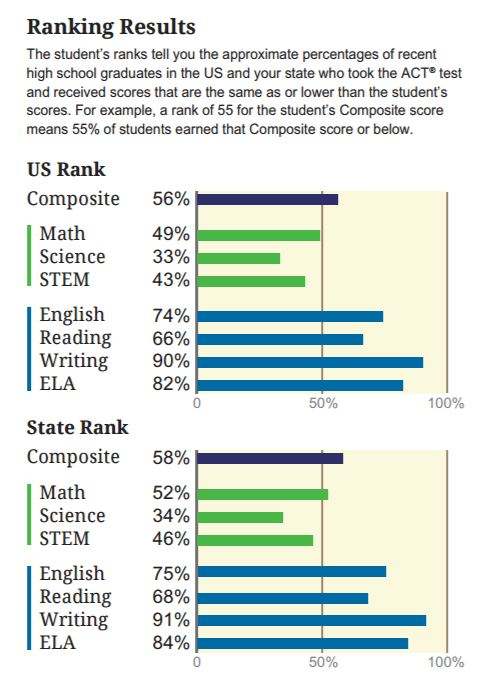 Ranking Results
The student's ranks tell you the approximate percentages of recent
high school graduates in the US and your state who took the ACT® test
and received scores that are the same as or lower than the student's
scores. For example, a rank of 55 for the student's Composite score
means 55% of students earned that Composite score or below.
US Rank
Composite 56%
Math 49%
Science 33%
STEM 43%
English 74%
Reading 66%
Writing 90%
ELA 82%
0 50% 100%
State Rank
Composite 58%
Math 52%
Science 34%
STEM 46%
English 75%
Reading 68%
Writing 91%
ELA 84%
0 50% 100%